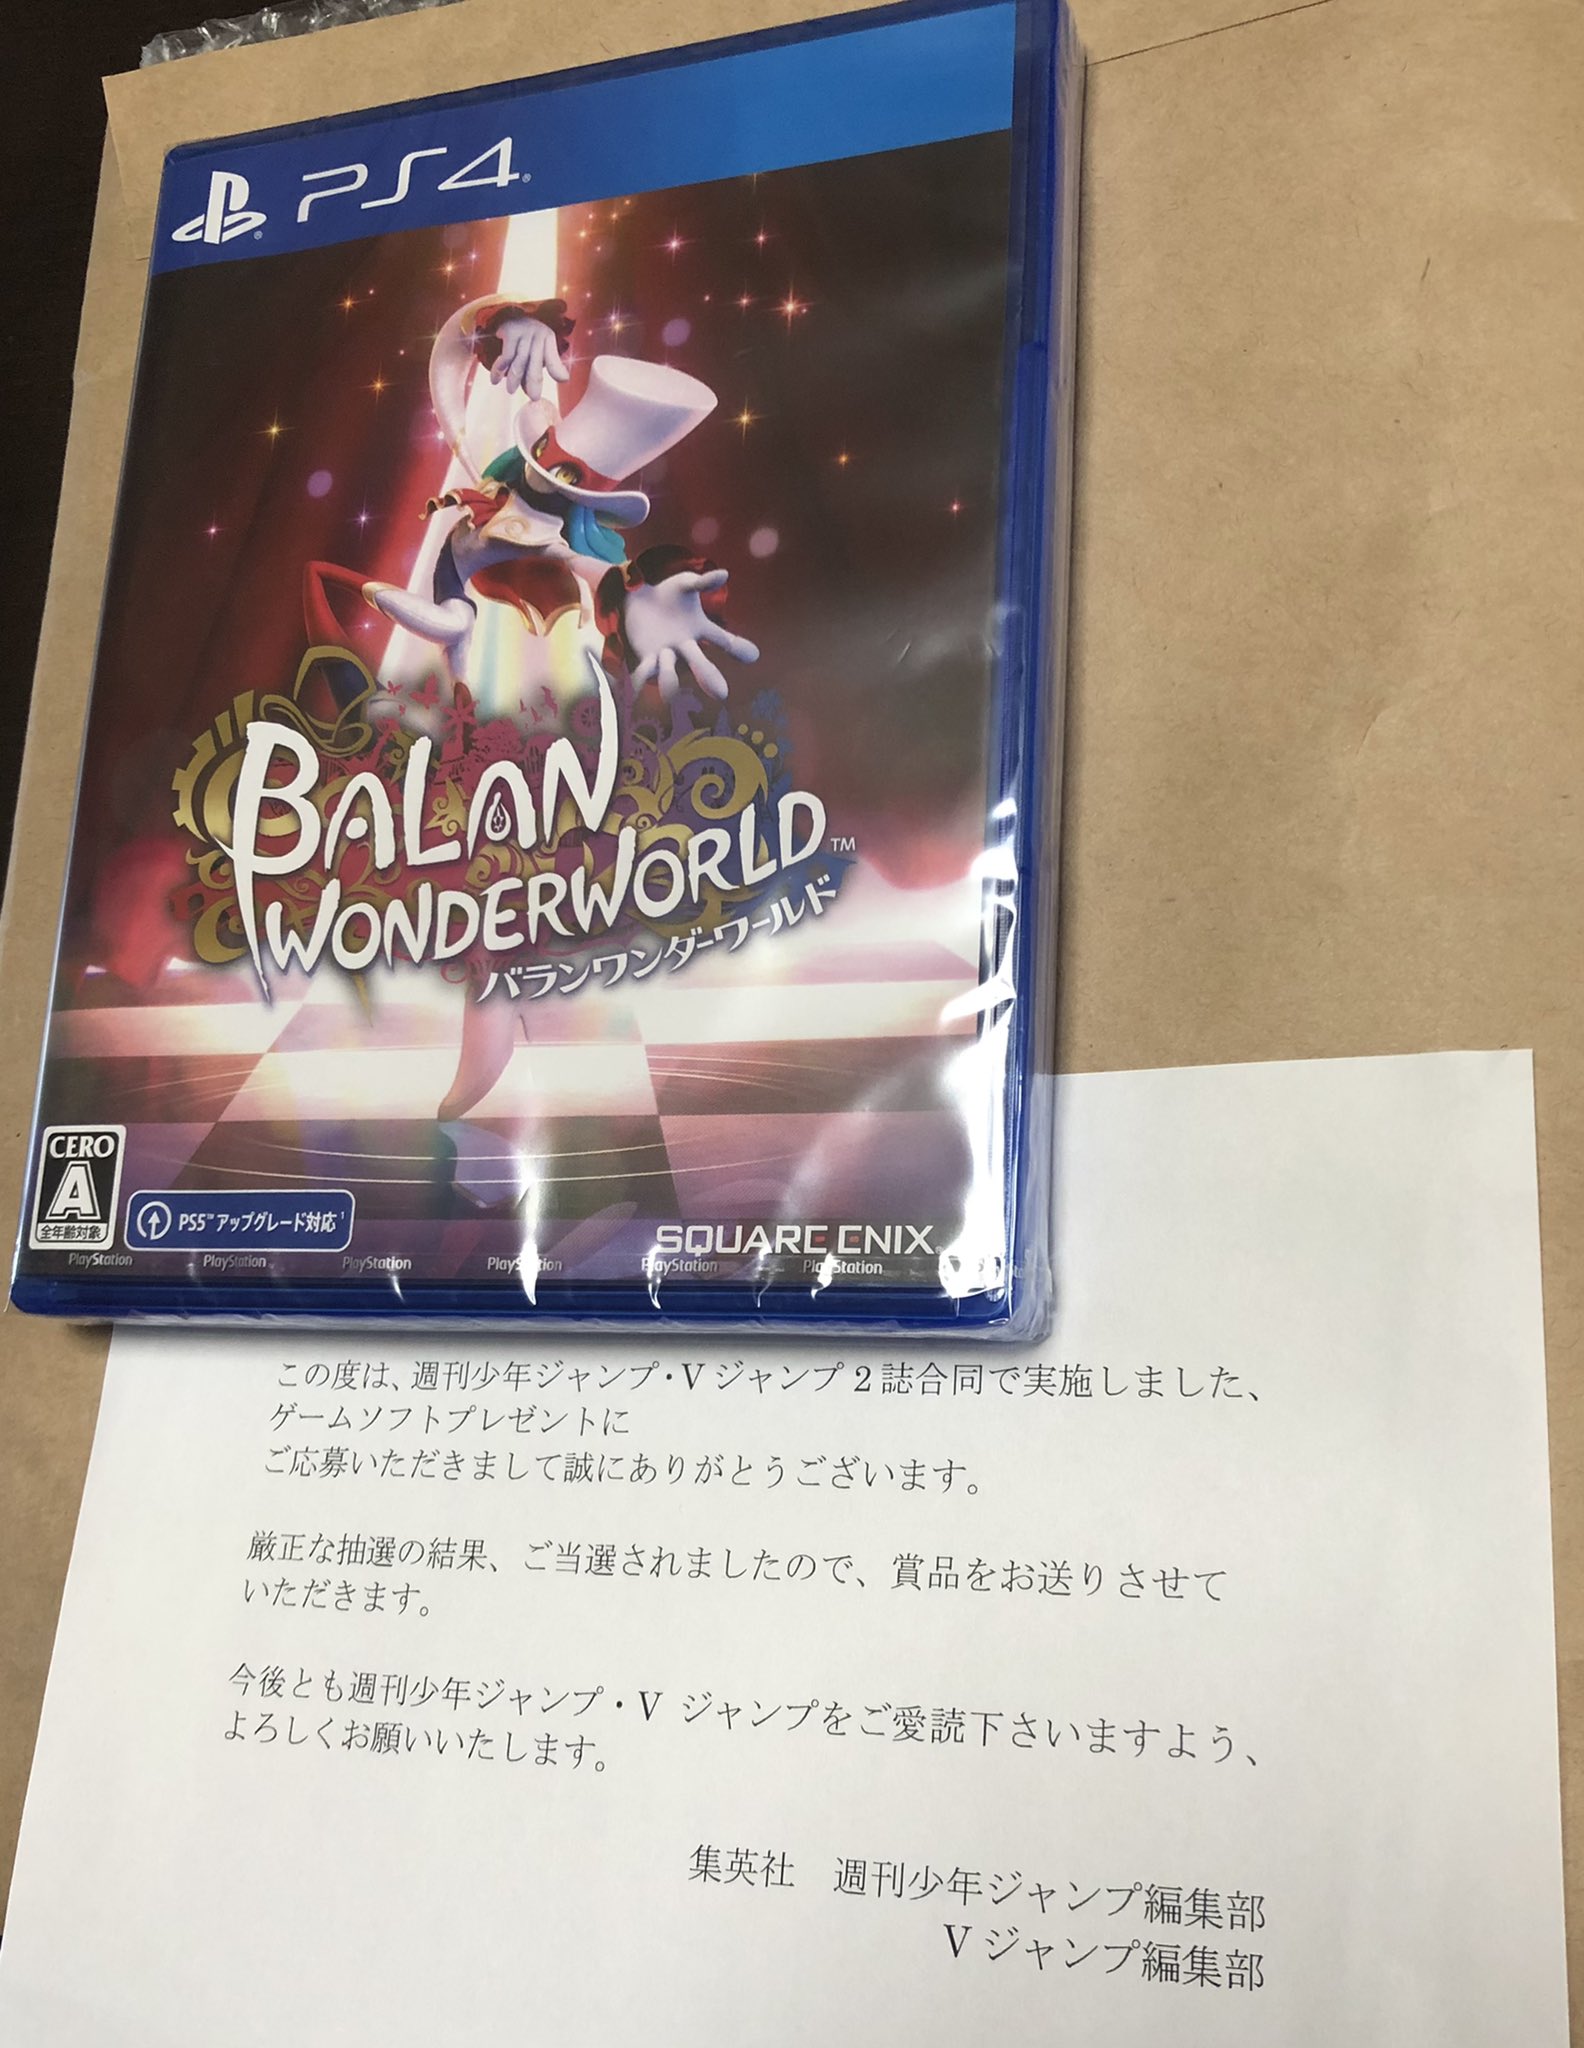 PS4
BALAN
WONDERWORLD™
バランワンダーワールド
CERO
A
全年齢対象
PS5™アップグレード対応
SQUARE ENIX
PlayStation PlayStation PlayStation PlayStation PlayStation PlayStation
この度は、週刊少年ジャンプ・Vジャンプ2誌合同で実施しました、
ゲームソフトプレゼントに
ご応募いただきまして誠にありがとうございます。
厳正な抽選の結果、ご当選されましたので、賞品をお送りさせて
いただきます。
今後とも週刊少年ジャンプ・V ジャンプをご愛読下さいますよう、
よろしくお願いいたします。
集英社 週刊少年ジャンプ編集部
Vジャンプ編集部